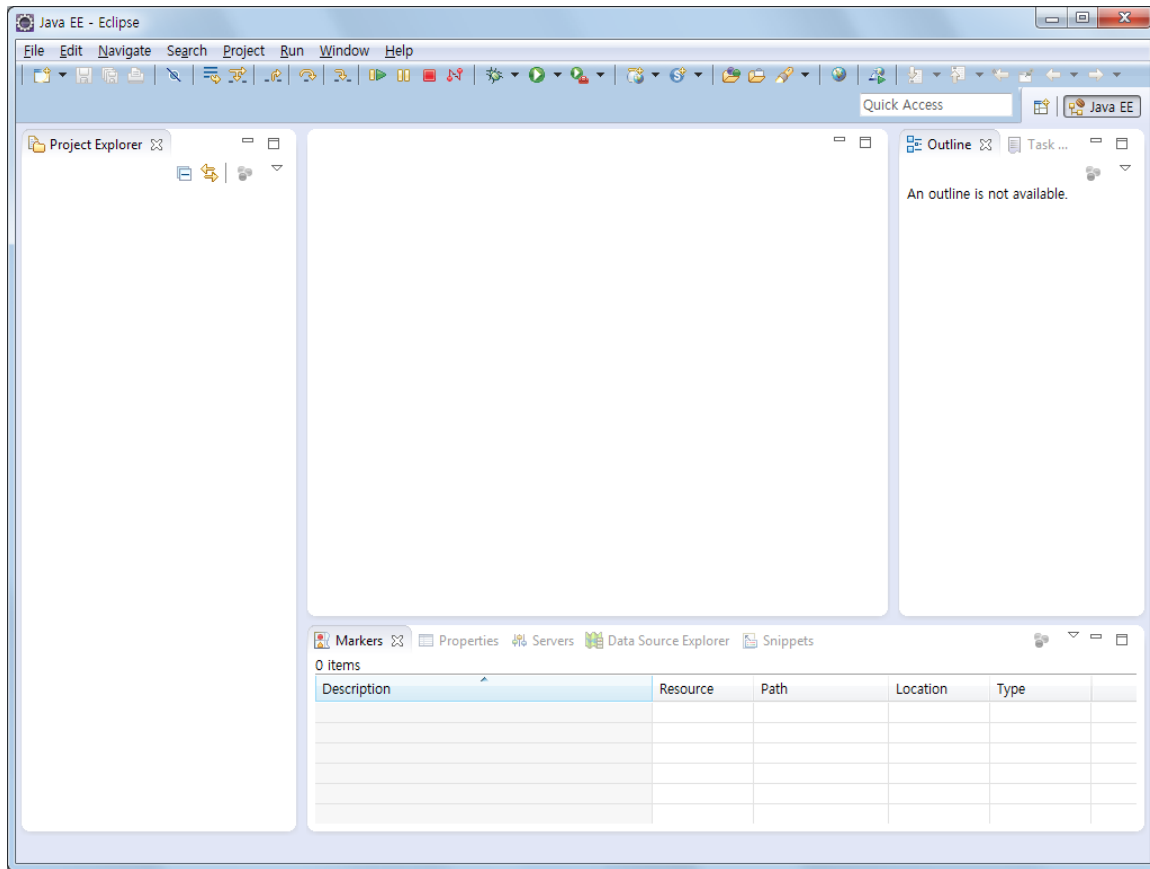 Java EE - Eclipse
File Edit Navigate Search Project Run Window Help
Quick Access
Java EE
Project Explorer
Outline Task ...
An outline is not available.
Markers Properties Servers Data Source Explorer Snippets
0 items
Description Resource Path Location Type